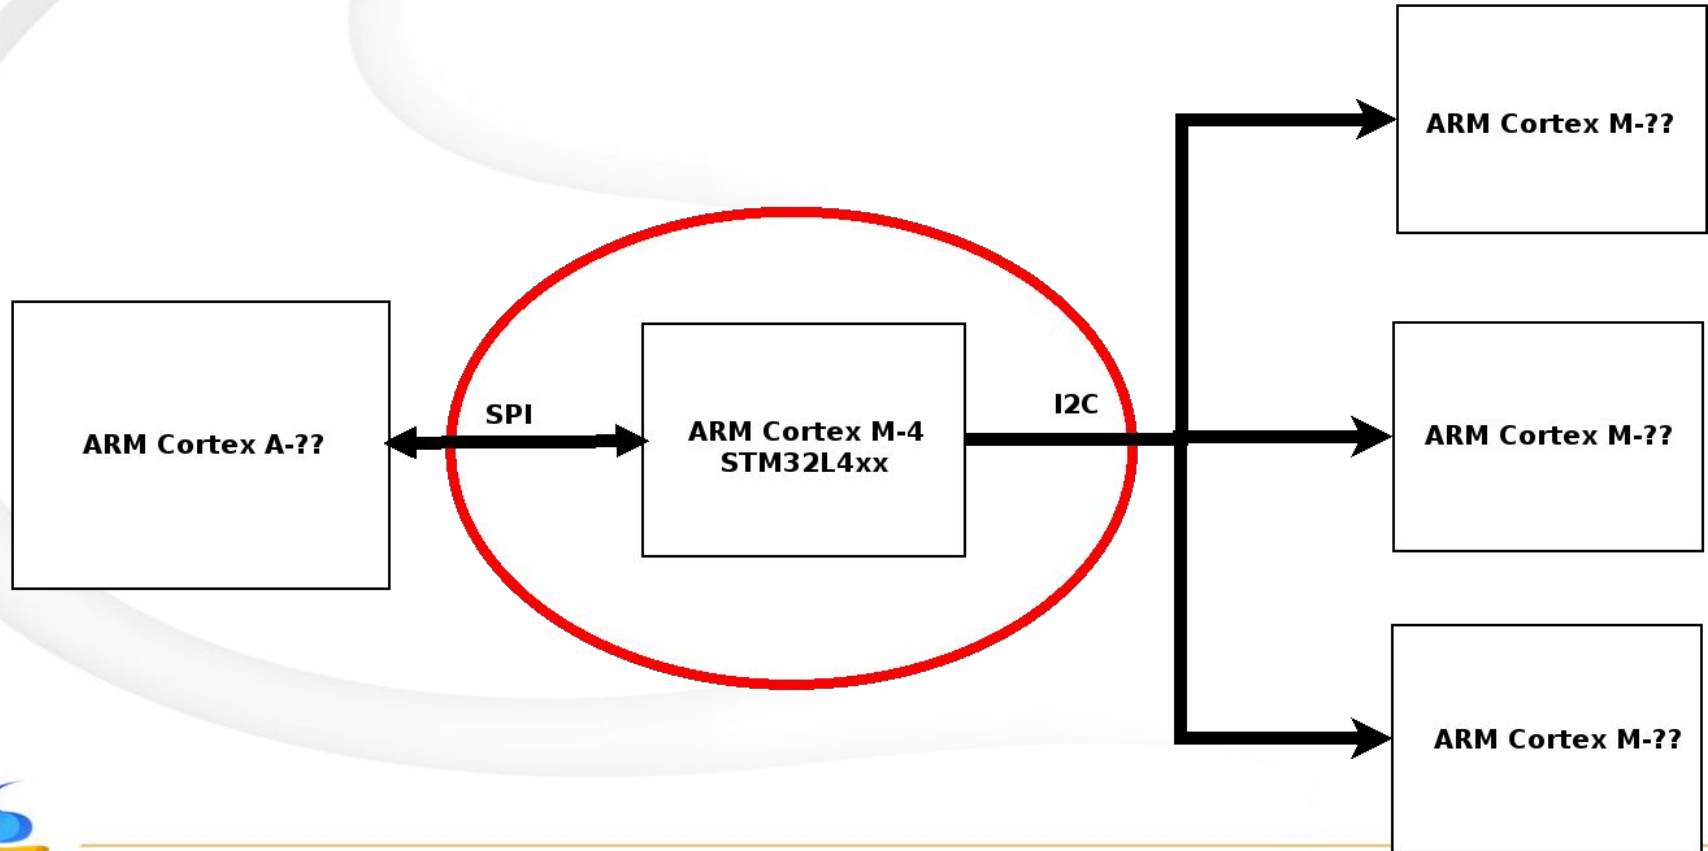 ARM Cortex M-??
SPI
I2C
ARM Cortex A-??
ARM Cortex M-4
STM32L4xx
ARM Cortex M-??
ARM Cortex M-??